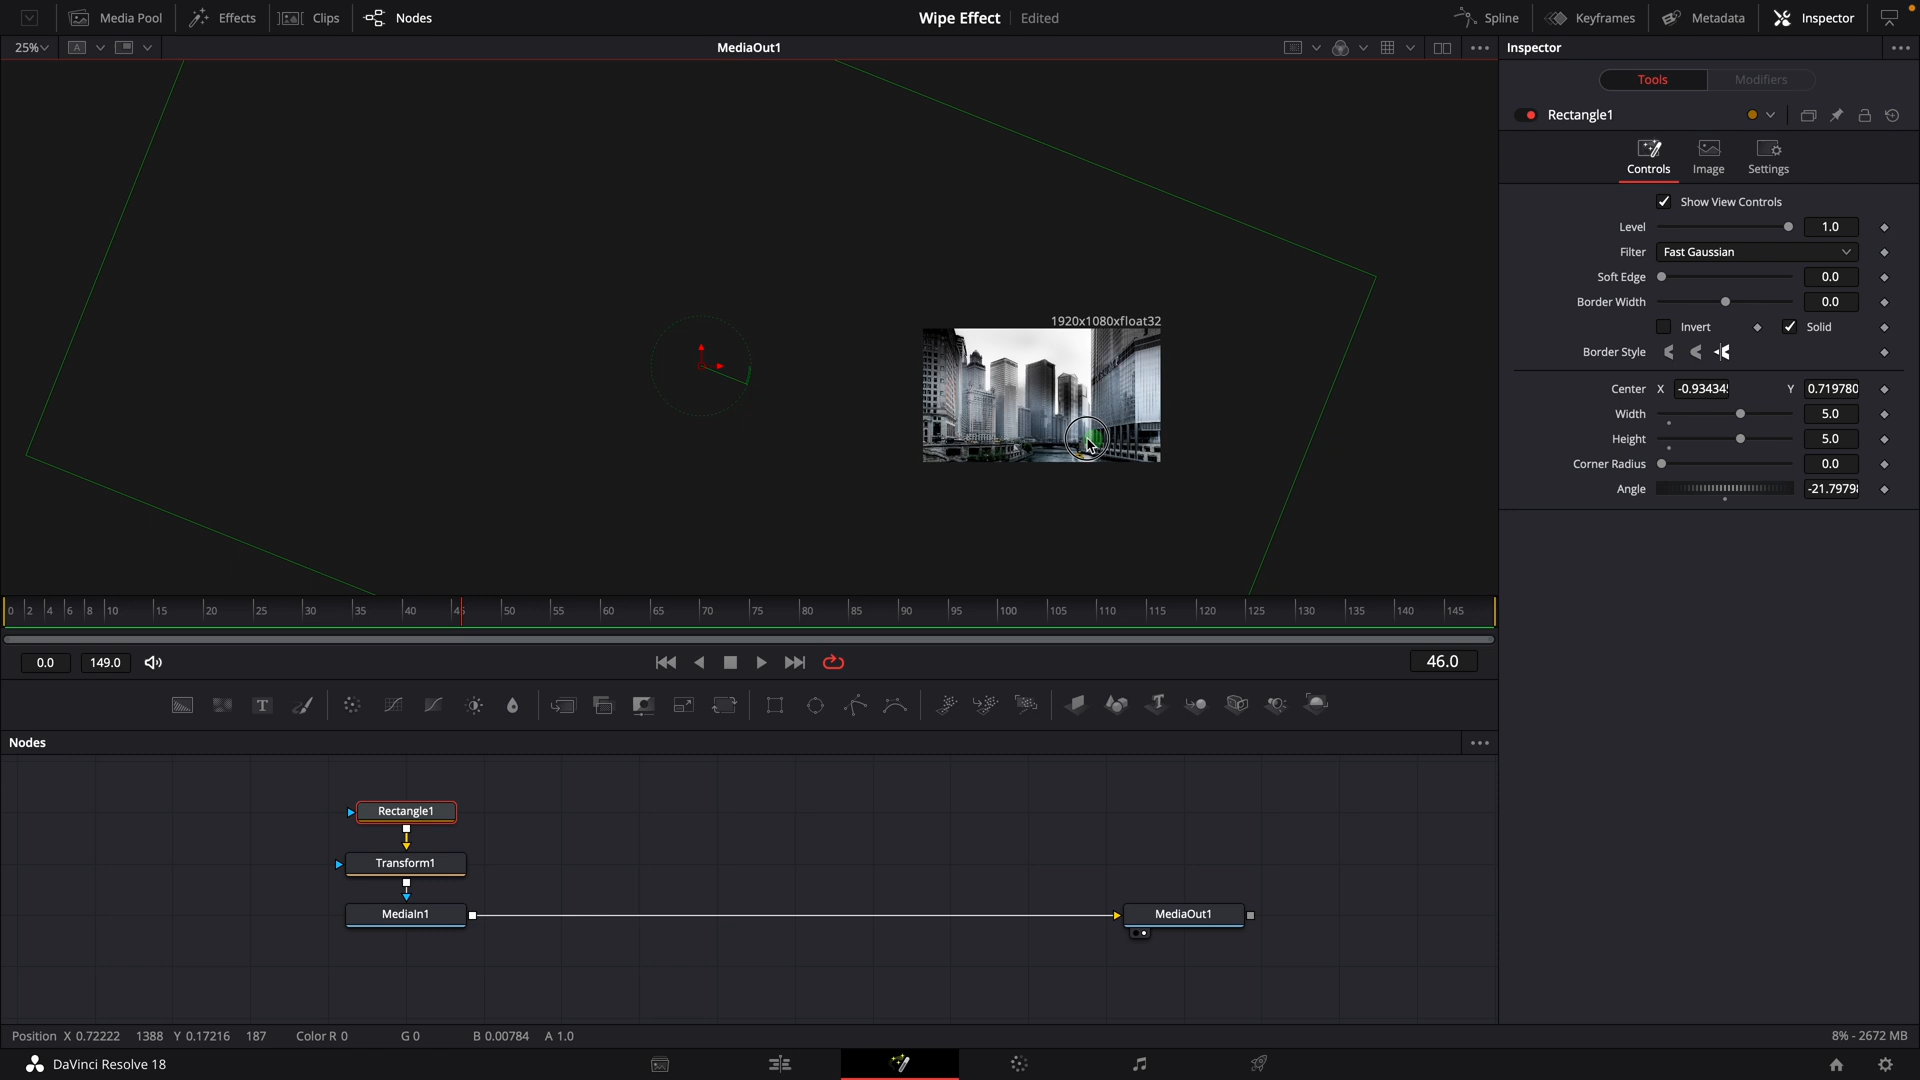 Media Pool
Effects
Clips
Nodes
Wipe Effect
Edited
Spline
Keyframes
Metadata
Inspector
25%
A
MediaOut1
Inspector
Tools
Modifiers
Rectangle1
Controls
Image
Settings
Show View Controls
Level 1.0
Filter Fast Gaussian
Soft Edge 0.0
Border Width 0.0
Invert Solid
Border Style
Center X -0.93434 Y 0.719780
Width 5.0
Height 5.0
Corner Radius 0.0
Angle -21.7979
1920x1080xfloat32
0 2 4 6 8 10 15 20 25 30 35 40 45 50 55 60 65 70 75 80 85 90 95 100 105 110 115 120 125 130 135 140 145
0.0 149.0 46.0
T
T
Nodes
Rectangle1
Transform1
MediaIn1
MediaOut1
Position X 0.72222 1388 Y 0.17216 187 Color R 0 G 0 B 0.00784 A 1.0
8% - 2672 MB
DaVinci Resolve 18